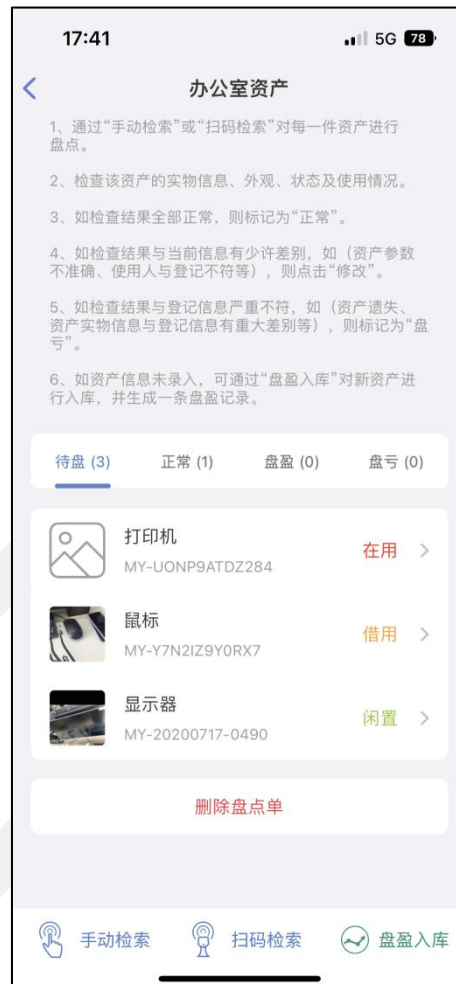 17:41
5G 78
办公室资产
1、通过“手动检索”或“扫码检索”对每一件资产进行
盘点。
2、检查该资产的实物信息、外观、状态及使用情况。
3、如检查结果全部正常，则标记为“正常”。
4、如检查结果与当前信息有少许差别，如（资产参数
不准确、使用人与登记不符等），则点击“修改”。
5、如检查结果与登记信息严重不符，如（资产遗失、
资产实物信息与登记信息有重大差别等），则标记为“盘
亏”。
6、如资产信息未录入，可通过“盘盈入库”对新资产进
行入库，并生成一条盘盈记录。
待盘 (3) 正常 (1) 盘盈 (0) 盘亏 (0)
打印机
在用
MY-UONP9ATDZ284
鼠标
借用
MY-Y7N2IZ9Y0RX7
显示器
闲置
MY-20200717-0490
删除盘点单
手动检索 扫码检索 盘盈入库